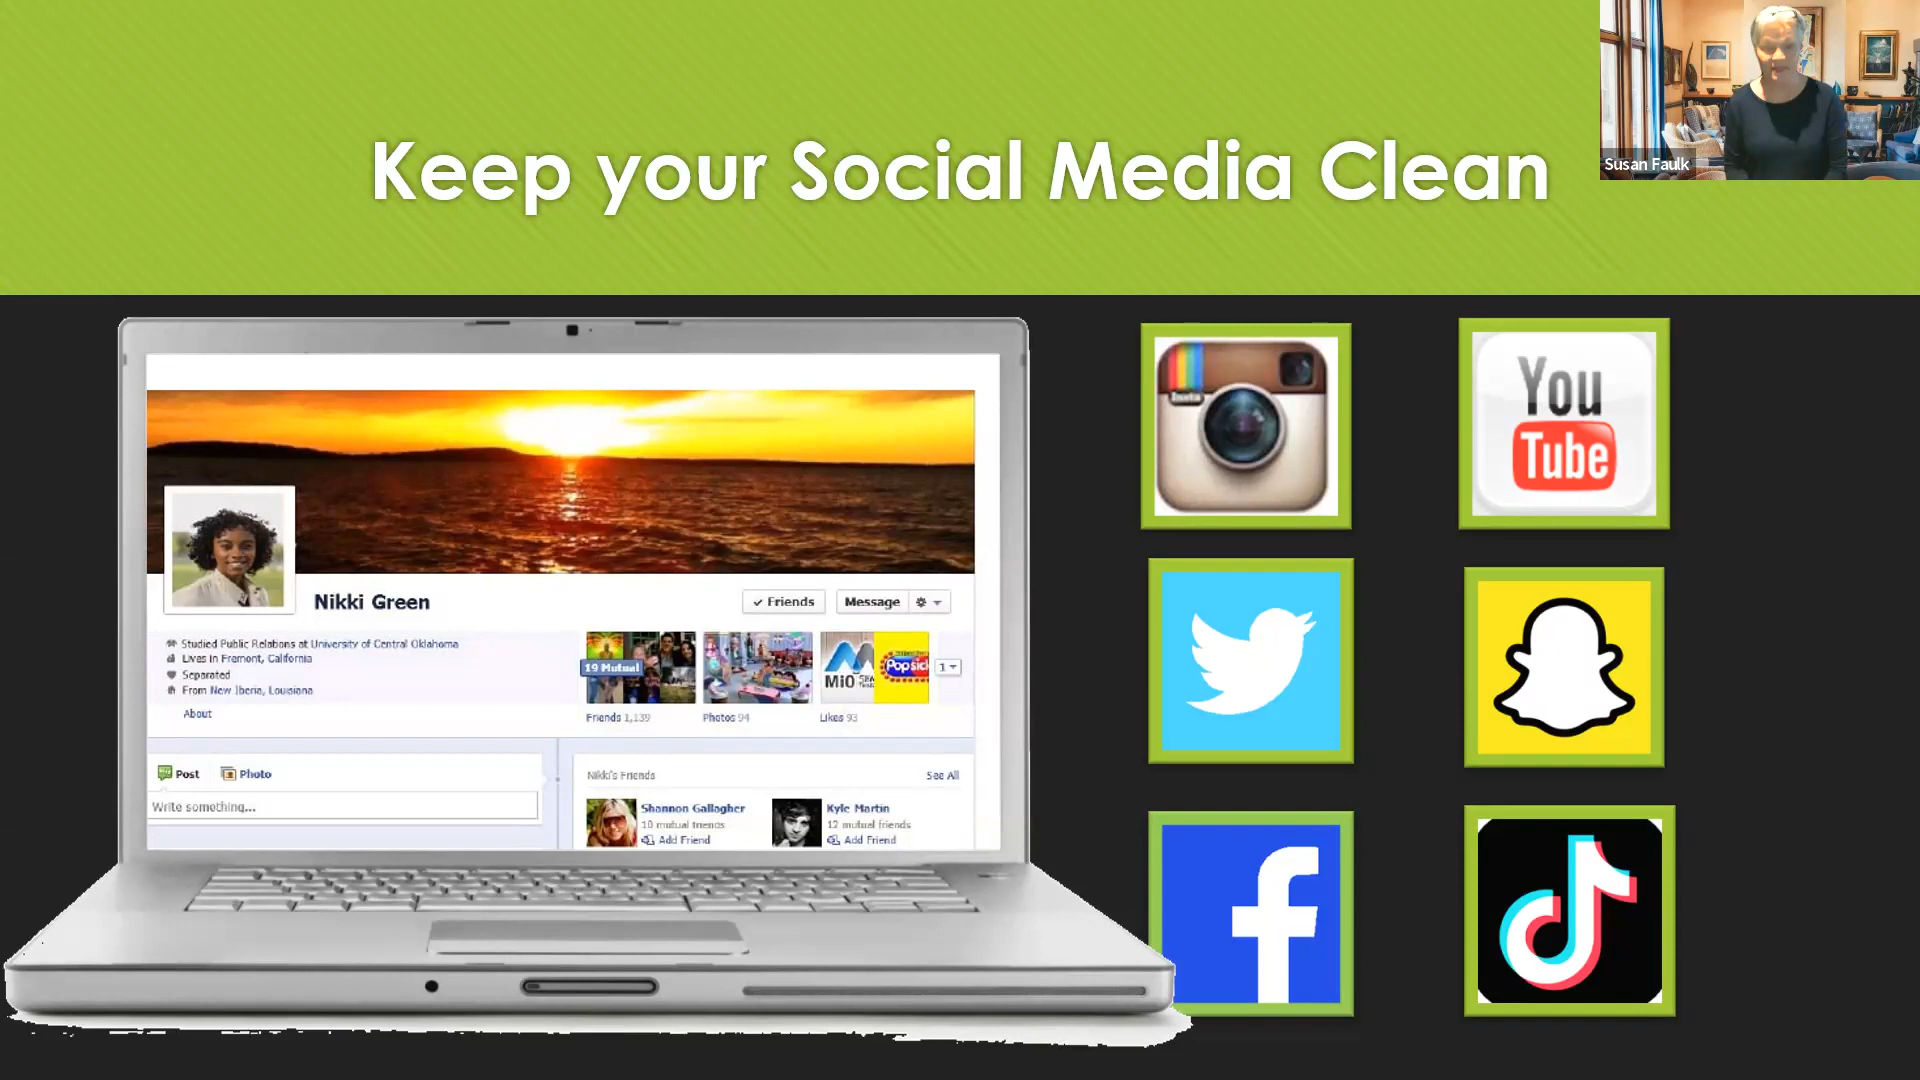 Keep your Social Media Clean
Susan Faulk
Insta
You
Tube
Nikki Green
Friends
Message
Studied Public Relations at University of Central Oklahoma
Lives in Fremont, California
Separated
From New Iberia, Louisiana
About
19 Mutual
MiO
Popsic
1
Friends 1,139
Photos 94
Likes 93
Post
Photo
Write something...
Nikki's Friends
See All
Shannon Gallagher
10 mutual friends
Add Friend
Kyle Martin
12 mutual friends
Add Friend
f